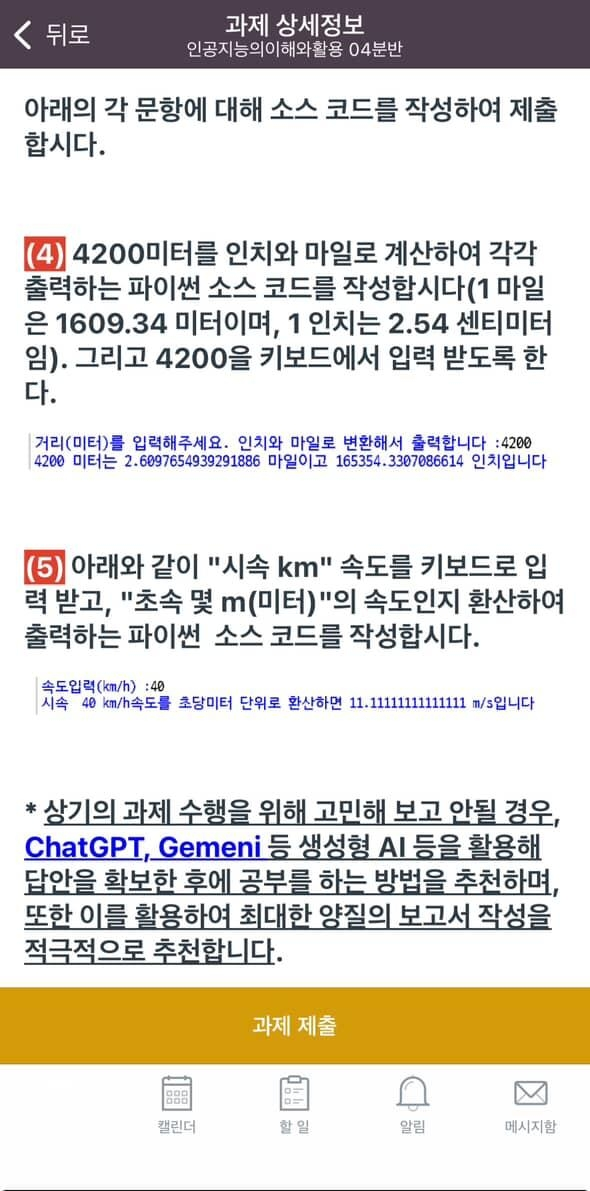 뒤로
과제 상세정보
인공지능의이해와활용 04분반
아래의 각 문항에 대해 소스 코드를 작성하여 제출
합시다.
(4) 4200미터를 인치와 마일로 계산하여 각각
출력하는 파이썬 소스 코드를 작성합시다(1 마일
은 1609.34 미터이며, 1 인치는 2.54 센티미터
임). 그리고 4200을 키보드에서 입력 받도록 한
다.
거리(미터)를 입력해주세요. 인치와 마일로 변환해서 출력합니다 :4200
4200 미터는 2.6097654939291886 마일이고 165354.3307086614 인치입니다
(5) 아래와 같이 "시속 km" 속도를 키보드로 입
력 받고, "초속 몇 m(미터)"의 속도인지 환산하여
출력하는 파이썬 소스 코드를 작성합시다.
속도입력(km/h) :40
시속 40 km/h속도를 초당미터 단위로 환산하면 11.11111111111111 m/s입니다
* 상기의 과제 수행을 위해 고민해 보고 안될 경우,
ChatGPT, Gemeni 등 생성형 AI 등을 활용해
답안을 확보한 후에 공부를 하는 방법을 추천하며,
또한 이를 활용하여 최대한 양질의 보고서 작성을
적극적으로 추천합니다.
과제 제출
캘린더
할 일
알림
메시지함